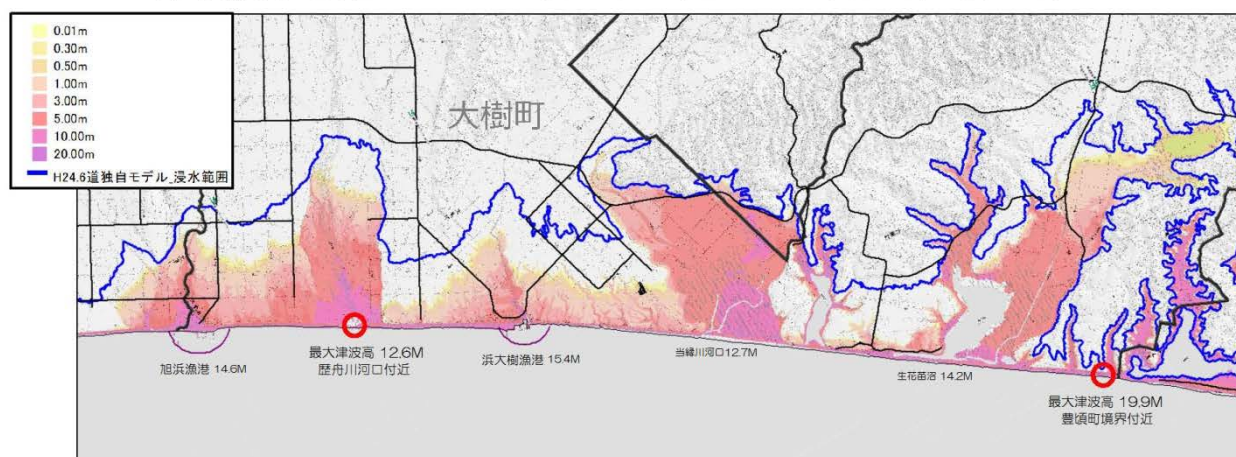 0.01m
0.30m
0.50m
1.00m
3.00m
5.00m
10.00m
20.00m
H24.6道独自モデル_浸水範囲
大樹町
旭浜漁港 14.6M
最大津波高 12.6M
歴舟川河口付近
浜大樹漁港 15.4M
当縁川河口12.7M
生花苗沼 14.2M
最大津波高 19.9M
豊頃町境界付近